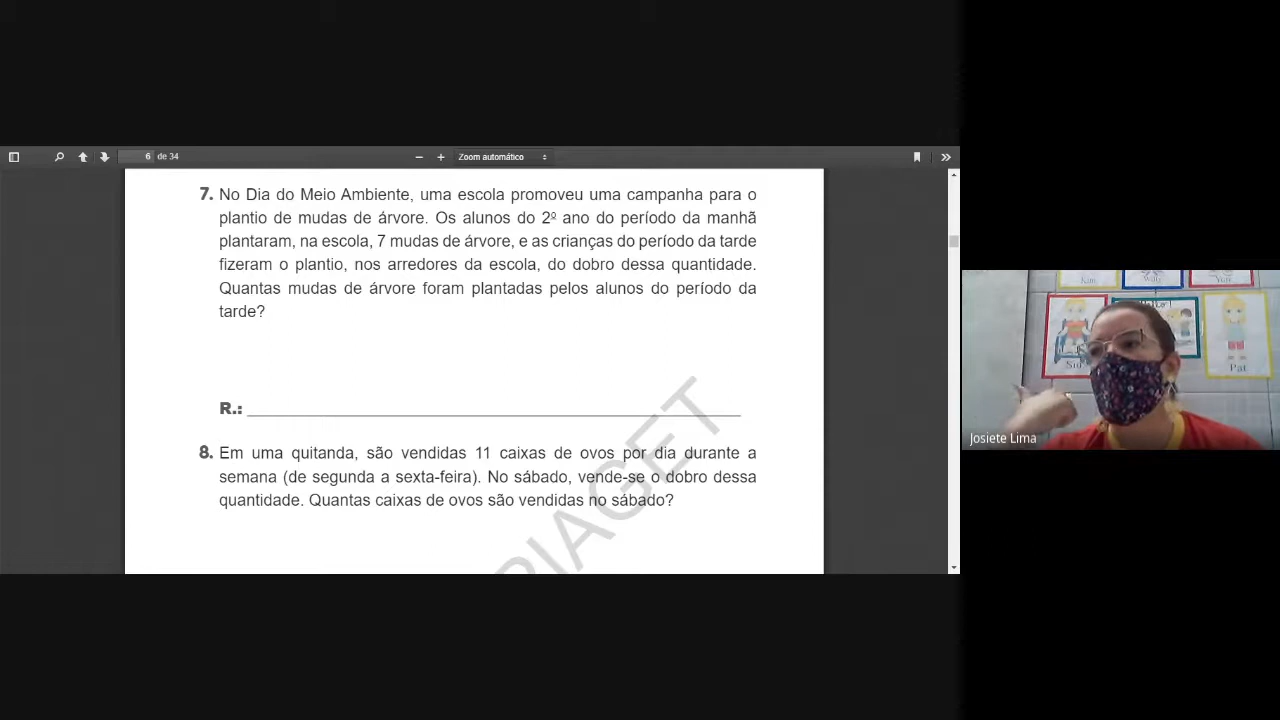 6 de 34
Zoom automático
7. No Dia do Meio Ambiente, uma escola promoveu uma campanha para o
plantio de mudas de árvore. Os alunos do 2º ano do período da manhã
plantaram, na escola, 7 mudas de árvore, e as crianças do período da tarde
fizeram o plantio, nos arredores da escola, do dobro dessa quantidade.
Quantas mudas de árvore foram plantadas pelos alunos do período da
tarde?
R.:
8. Em uma quitanda, são vendidas 11 caixas de ovos por dia durante a
semana (de segunda a sexta-feira). No sábado, vende-se o dobro dessa
quantidade. Quantas caixas de ovos são vendidas no sábado?
PIAGET
Kim
Sid
Pat
Josiete Lima